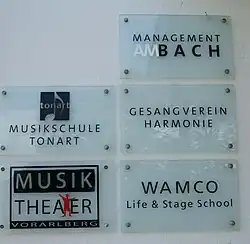 MANAGEMENT
AMBACH
tonart
MUSIKSCHULE
TONART
GESANGVEREIN
HARMONIE
MUSIK
THEATER
VORARLBERG
WAMCO
Life & Stage School